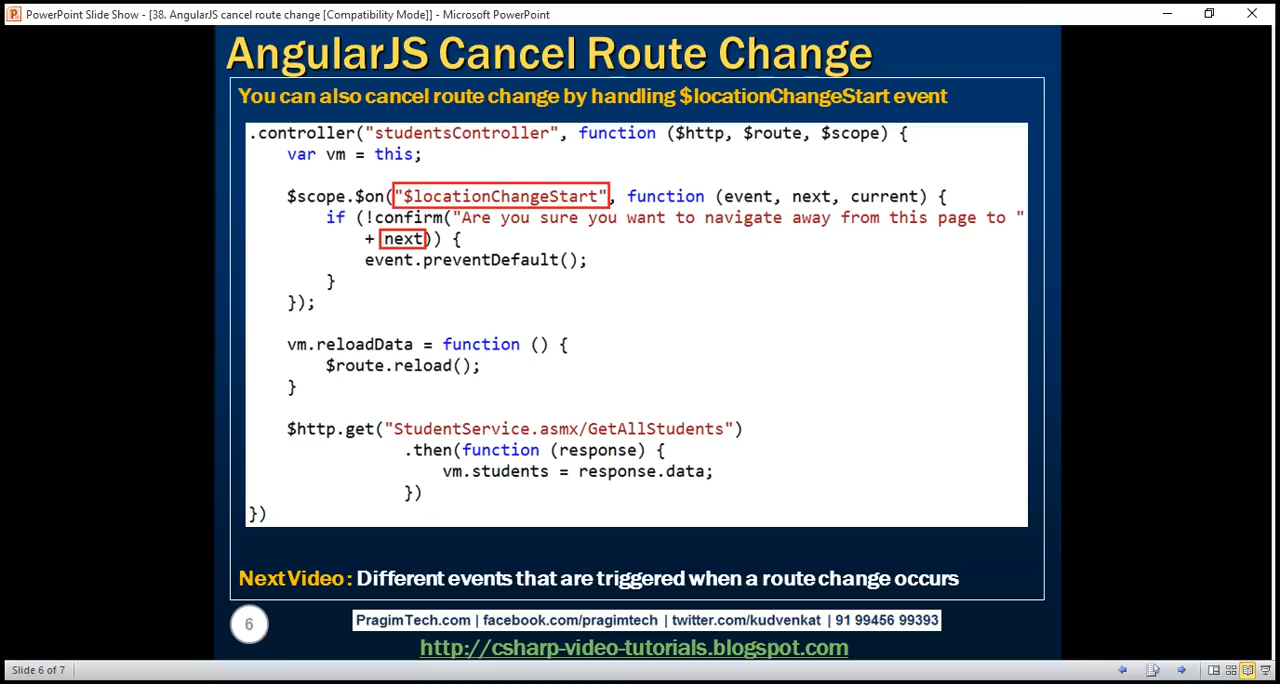 PowerPoint Slide Show - [38. AngularJS cancel route change [Compatibility Mode]] - Microsoft PowerPoint
AngularJS Cancel Route Change
You can also cancel route change by handling $locationChangeStart event
.controller("studentsController", function ($http, $route, $scope) {
var vm = this;
$scope.$on("$locationChangeStart", function (event, next, current) {
if (!confirm("Are you sure you want to navigate away from this page to "
+ next)) {
event.preventDefault();
}
});
vm.reloadData = function () {
$route.reload();
}
$http.get("StudentService.asmx/GetAllStudents")
.then(function (response) {
vm.students = response.data;
})
})
Next Video : Different events that are triggered when a route change occurs
6
PragimTech.com | facebook.com/pragimtech | twitter.com/kudvenkat | 91 99456 99393
http://csharp-video-tutorials.blogspot.com
Slide 6 of 7